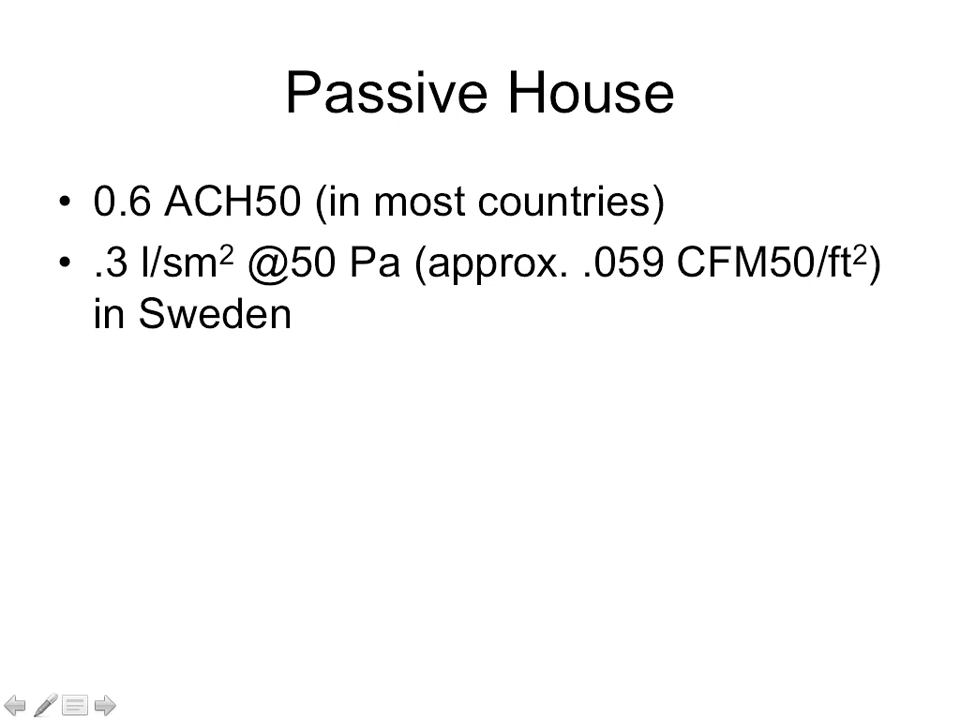 Passive House
• 0.6 ACH50 (in most countries)
• .3 l/sm² @50 Pa (approx. .059 CFM50/ft²)
in Sweden